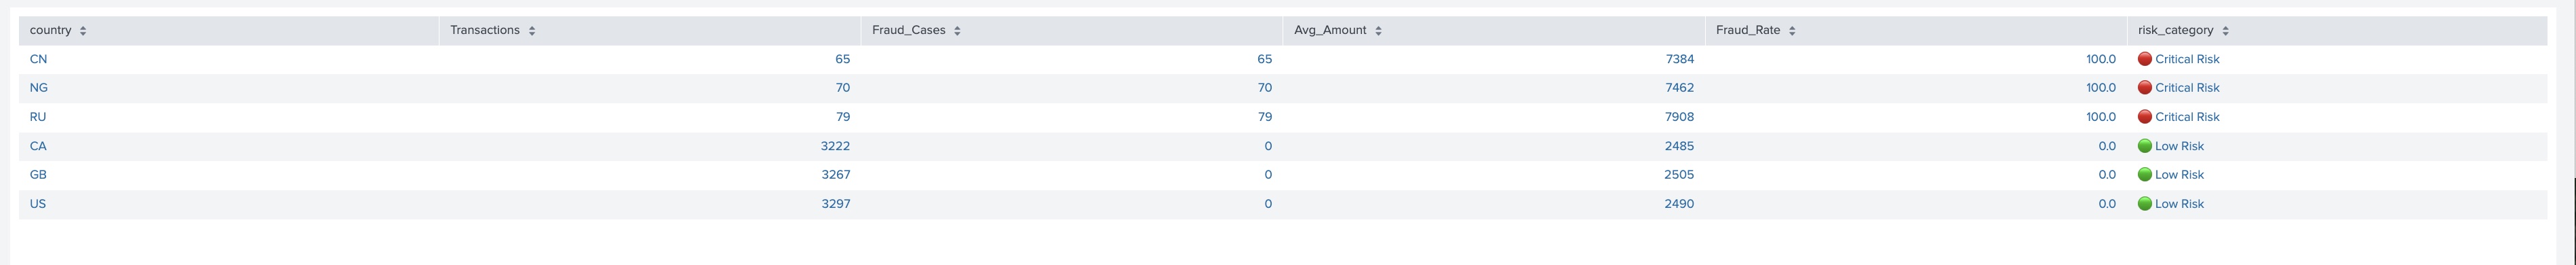 country Transactions Fraud_Cases Avg_Amount Fraud_Rate risk_category
CN 65 65 7384 100.0 Critical Risk
NG 70 70 7462 100.0 Critical Risk
RU 79 79 7908 100.0 Critical Risk
CA 3222 0 2485 0.0 Low Risk
GB 3267 0 2505 0.0 Low Risk
US 3297 0 2490 0.0 Low Risk